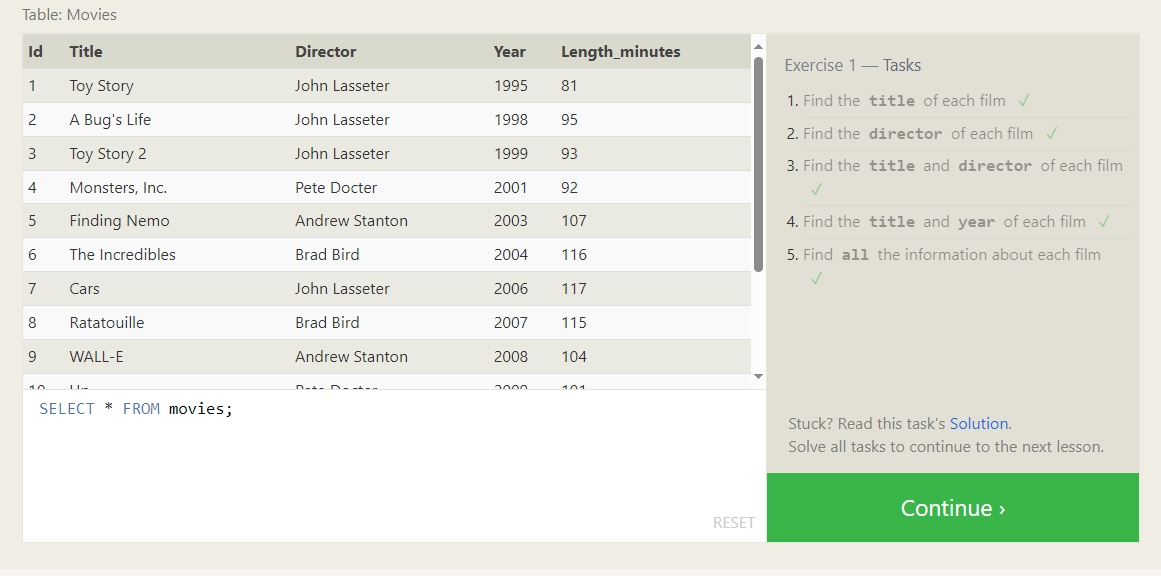 Table: Movies
Id Title Director Year Length_minutes
1 Toy Story John Lasseter 1995 81
2 A Bug's Life John Lasseter 1998 95
3 Toy Story 2 John Lasseter 1999 93
4 Monsters, Inc. Pete Docter 2001 92
5 Finding Nemo Andrew Stanton 2003 107
6 The Incredibles Brad Bird 2004 116
7 Cars John Lasseter 2006 117
8 Ratatouille Brad Bird 2007 115
9 WALL-E Andrew Stanton 2008 104
10 Up Pete Docter 2009 101
SELECT * FROM movies;
RESET
Exercise 1 — Tasks
1. Find the title of each film ✓
2. Find the director of each film ✓
3. Find the title and director of each film
✓
4. Find the title and year of each film ✓
5. Find all the information about each film
✓
Stuck? Read this task's Solution.
Solve all tasks to continue to the next lesson.
Continue ›